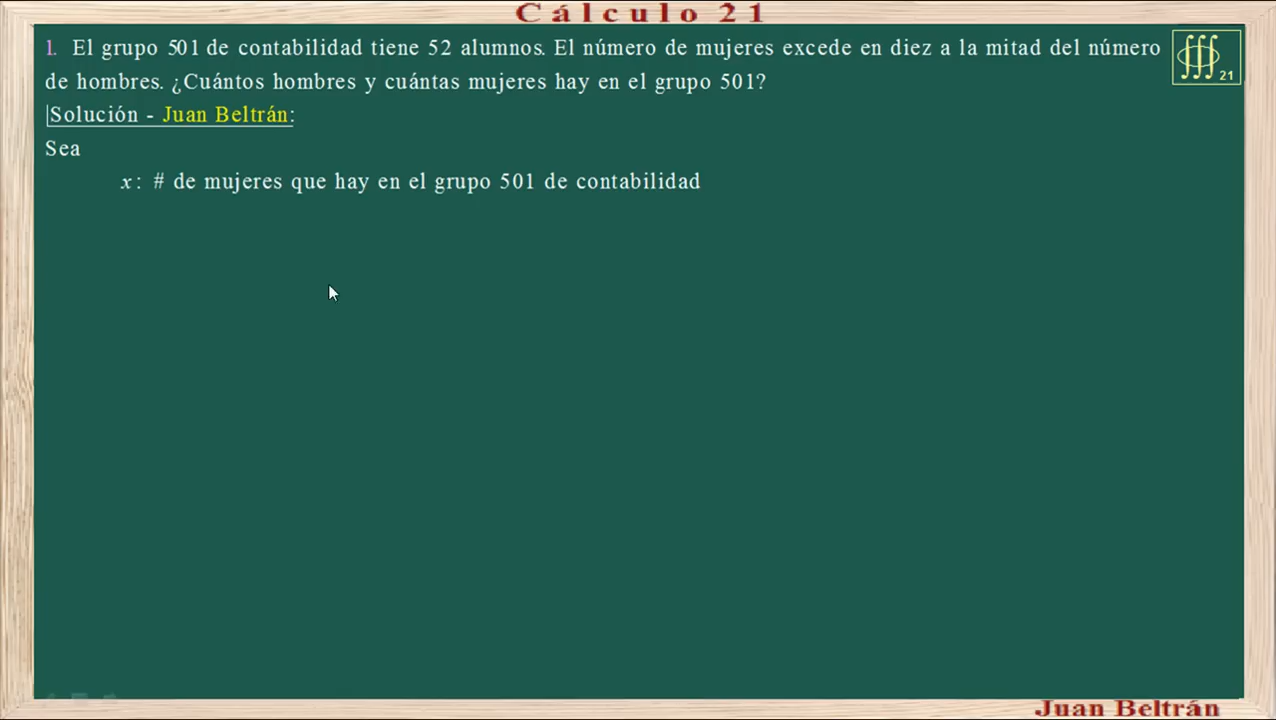 Cálculo 21
1. El grupo 501 de contabilidad tiene 52 alumnos. El número de mujeres excede en diez a la mitad del número
de hombres. ¿Cuántos hombres y cuántas mujeres hay en el grupo 501?
21
Solución - Juan Beltrán:
Sea
x: # de mujeres que hay en el grupo 501 de contabilidad
Juan Beltrán